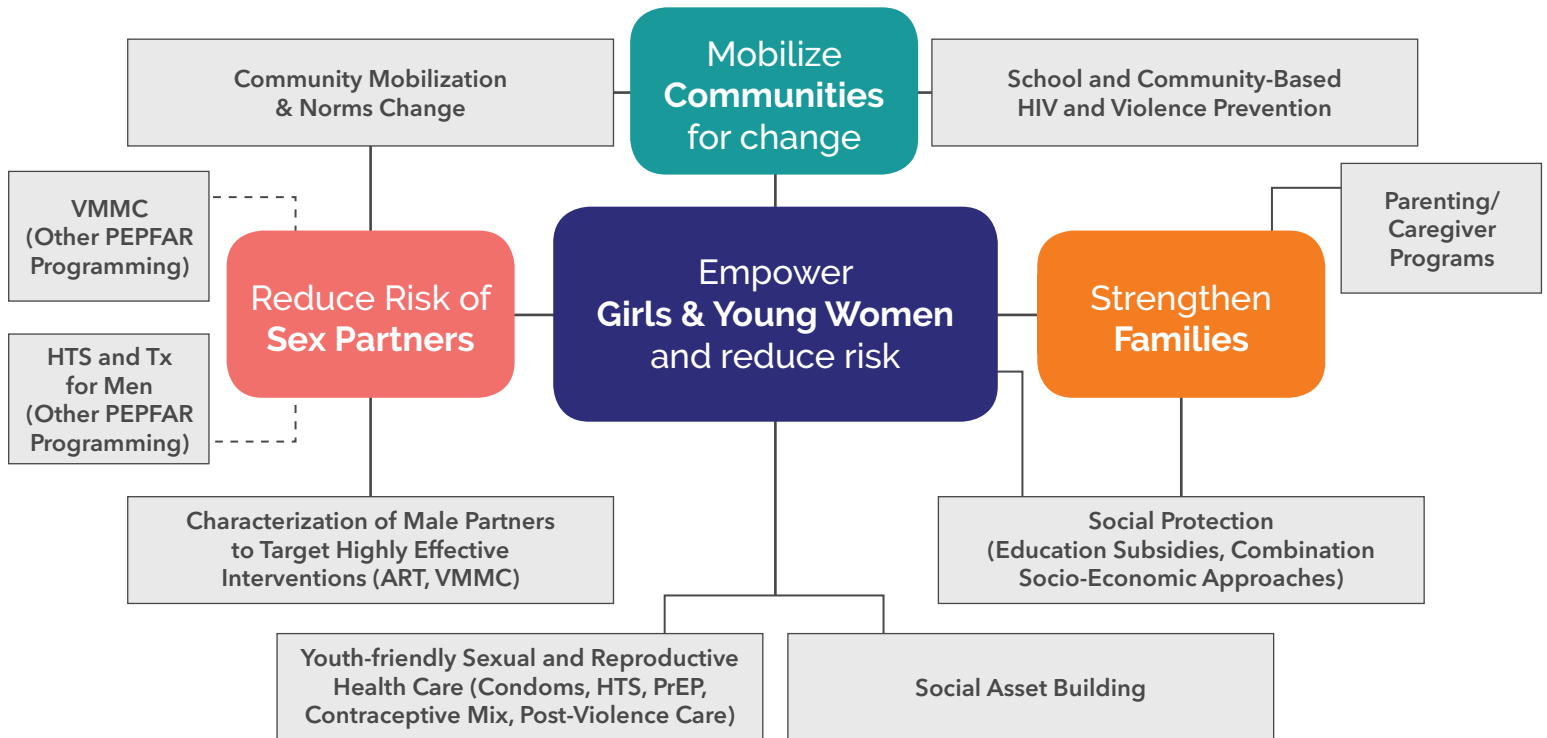 Community Mobilization
& Norms Change
Mobilize
Communities
for change
School and Community-Based
HIV and Violence Prevention
VMMC
(Other PEPFAR
Programming)
Parenting/
Caregiver
Programs
Reduce Risk of
Sex Partners
Empower
Girls & Young Women
and reduce risk
Strengthen
Families
HTS and Tx
for Men
(Other PEPFAR
Programming)
Characterization of Male Partners
to Target Highly Effective
Interventions (ART, VMMC)
Social Protection
(Education Subsidies, Combination
Socio-Economic Approaches)
Youth-friendly Sexual and Reproductive
Health Care (Condoms, HTS, PrEP,
Contraceptive Mix, Post-Violence Care)
Social Asset Building